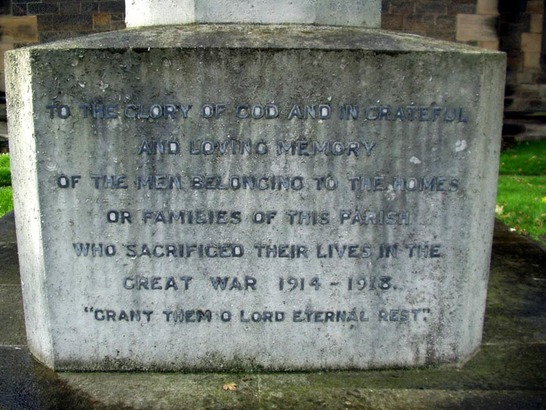 TO THE GLORY OF GOD AND IN GRATEFUL
AND LOVING MEMORY
OF THE MEN BELONGING TO THE HOMES
OR FAMILIES OF THIS PARISH
WHO SACRIFICED THEIR LIVES IN THE
GREAT WAR 1914 - 1918.
"GRANT THEM O LORD ETERNAL REST."